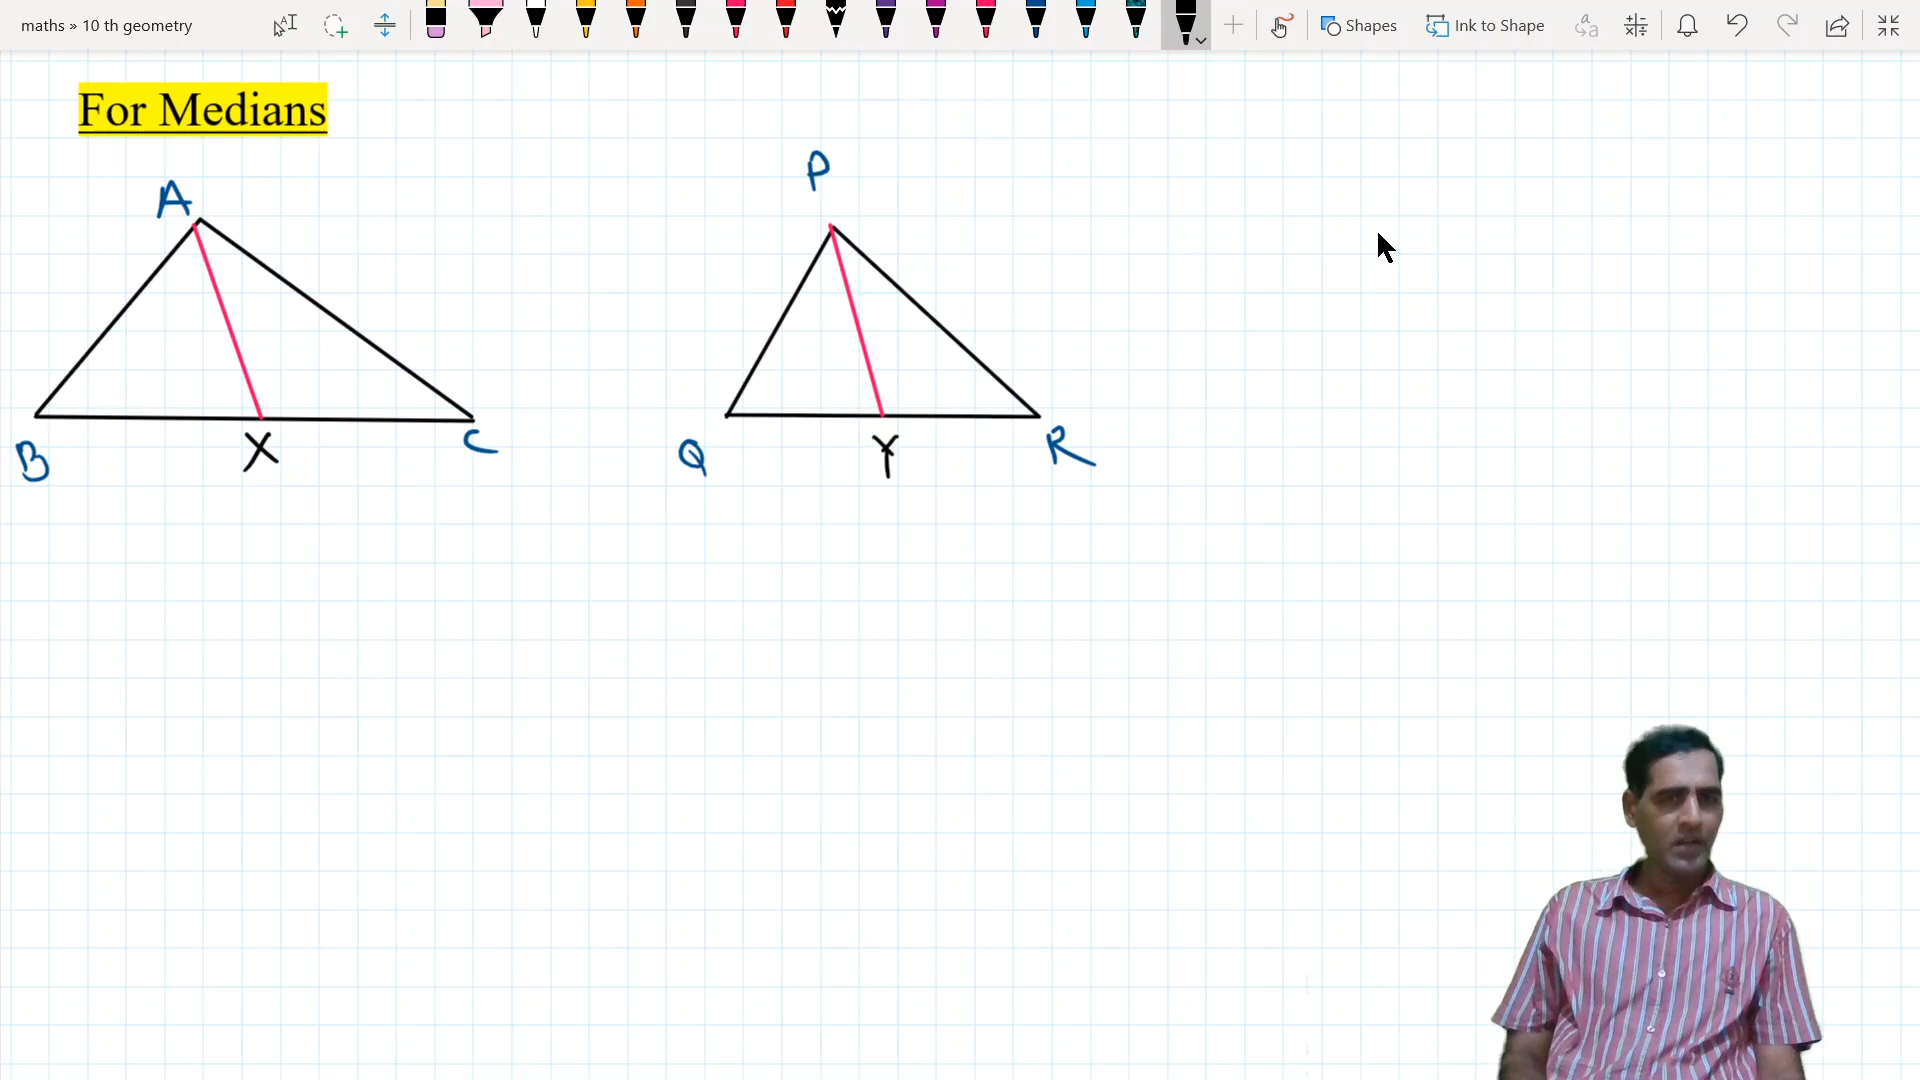 maths » 10 th geometry
Shapes
Ink to Shape
For Medians
A
P
B
X
C
Q
Y
R